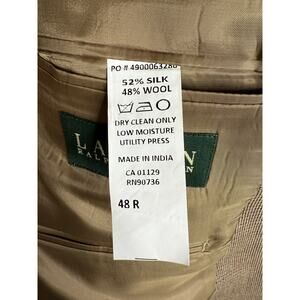 PO # 4900063286
52% SILK
48% WOOL
DRY CLEAN ONLY
LOW MOISTURE
UTILITY PRESS
MADE IN INDIA
CA 01129
RN90736
48 R